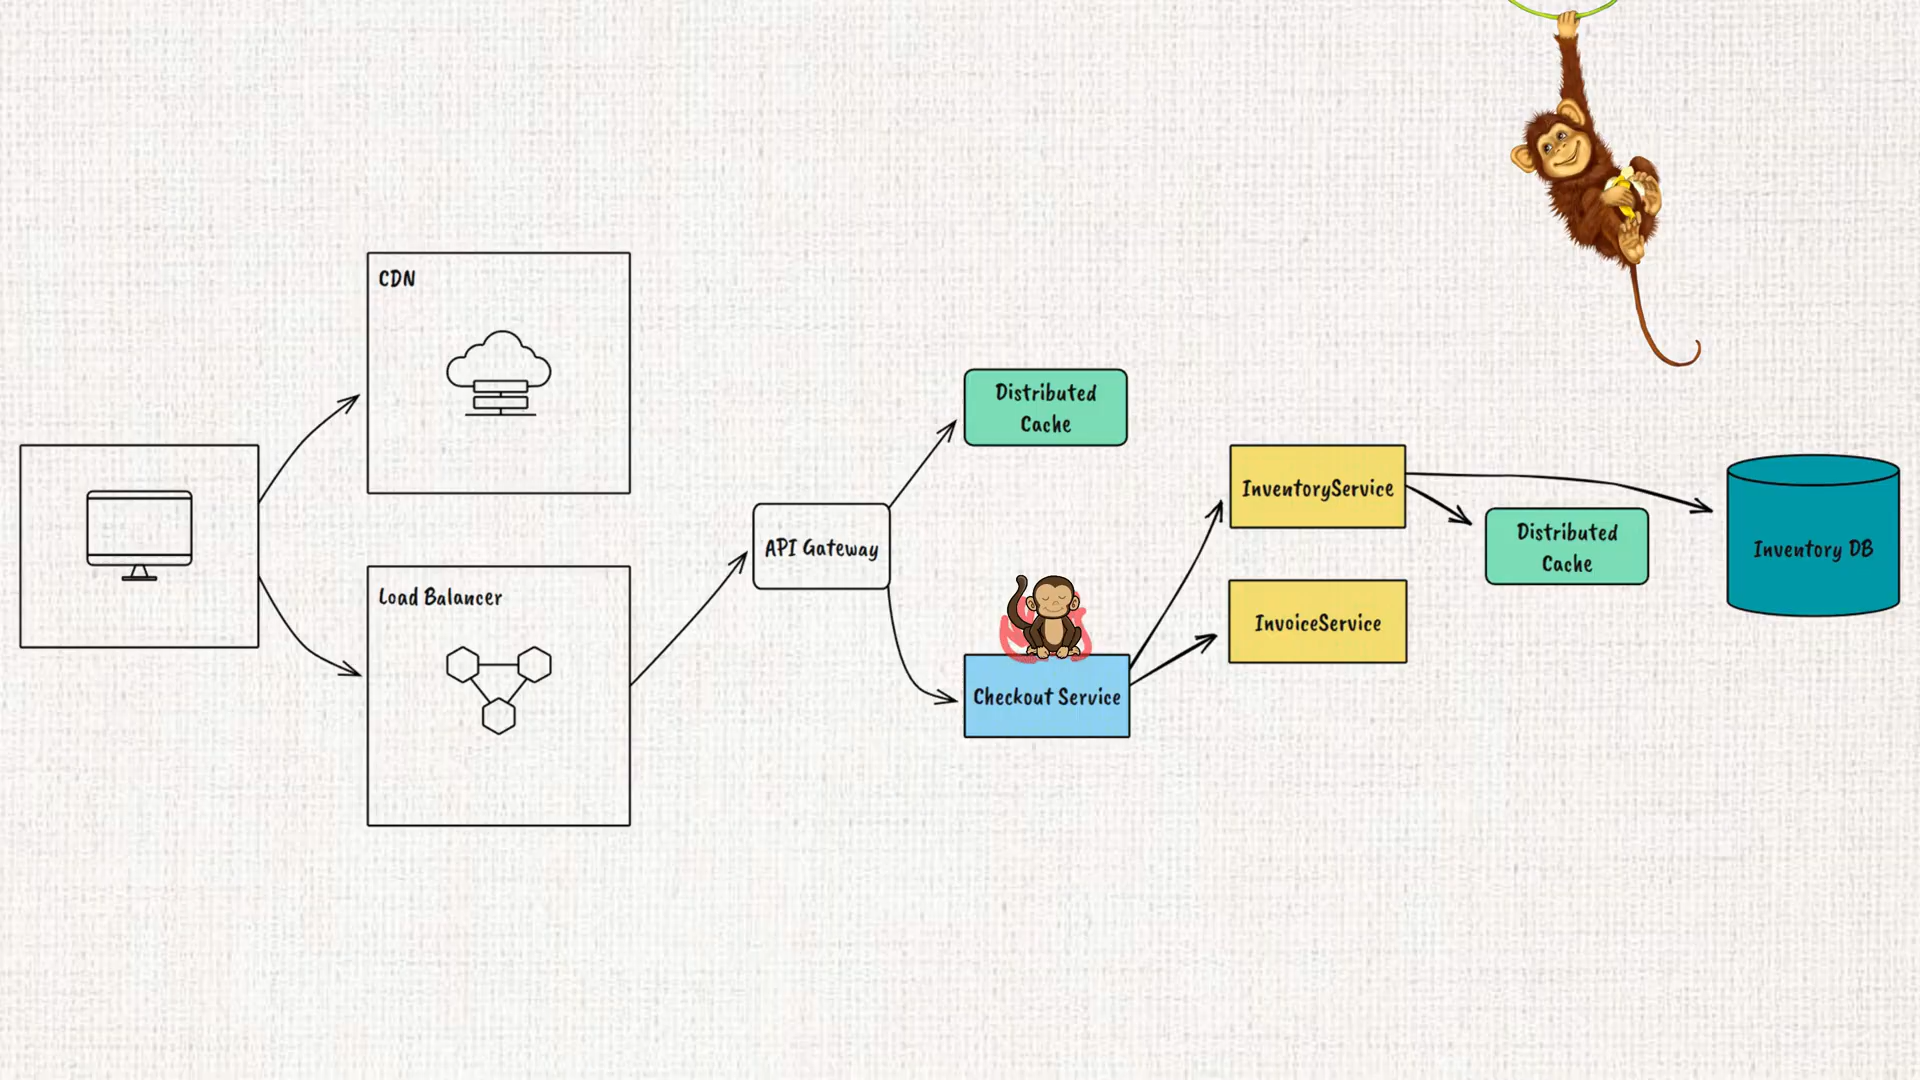 CDN
Load Balancer
API Gateway
Distributed
Cache
Checkout Service
InventoryService
InvoiceService
Distributed
Cache
Inventory DB